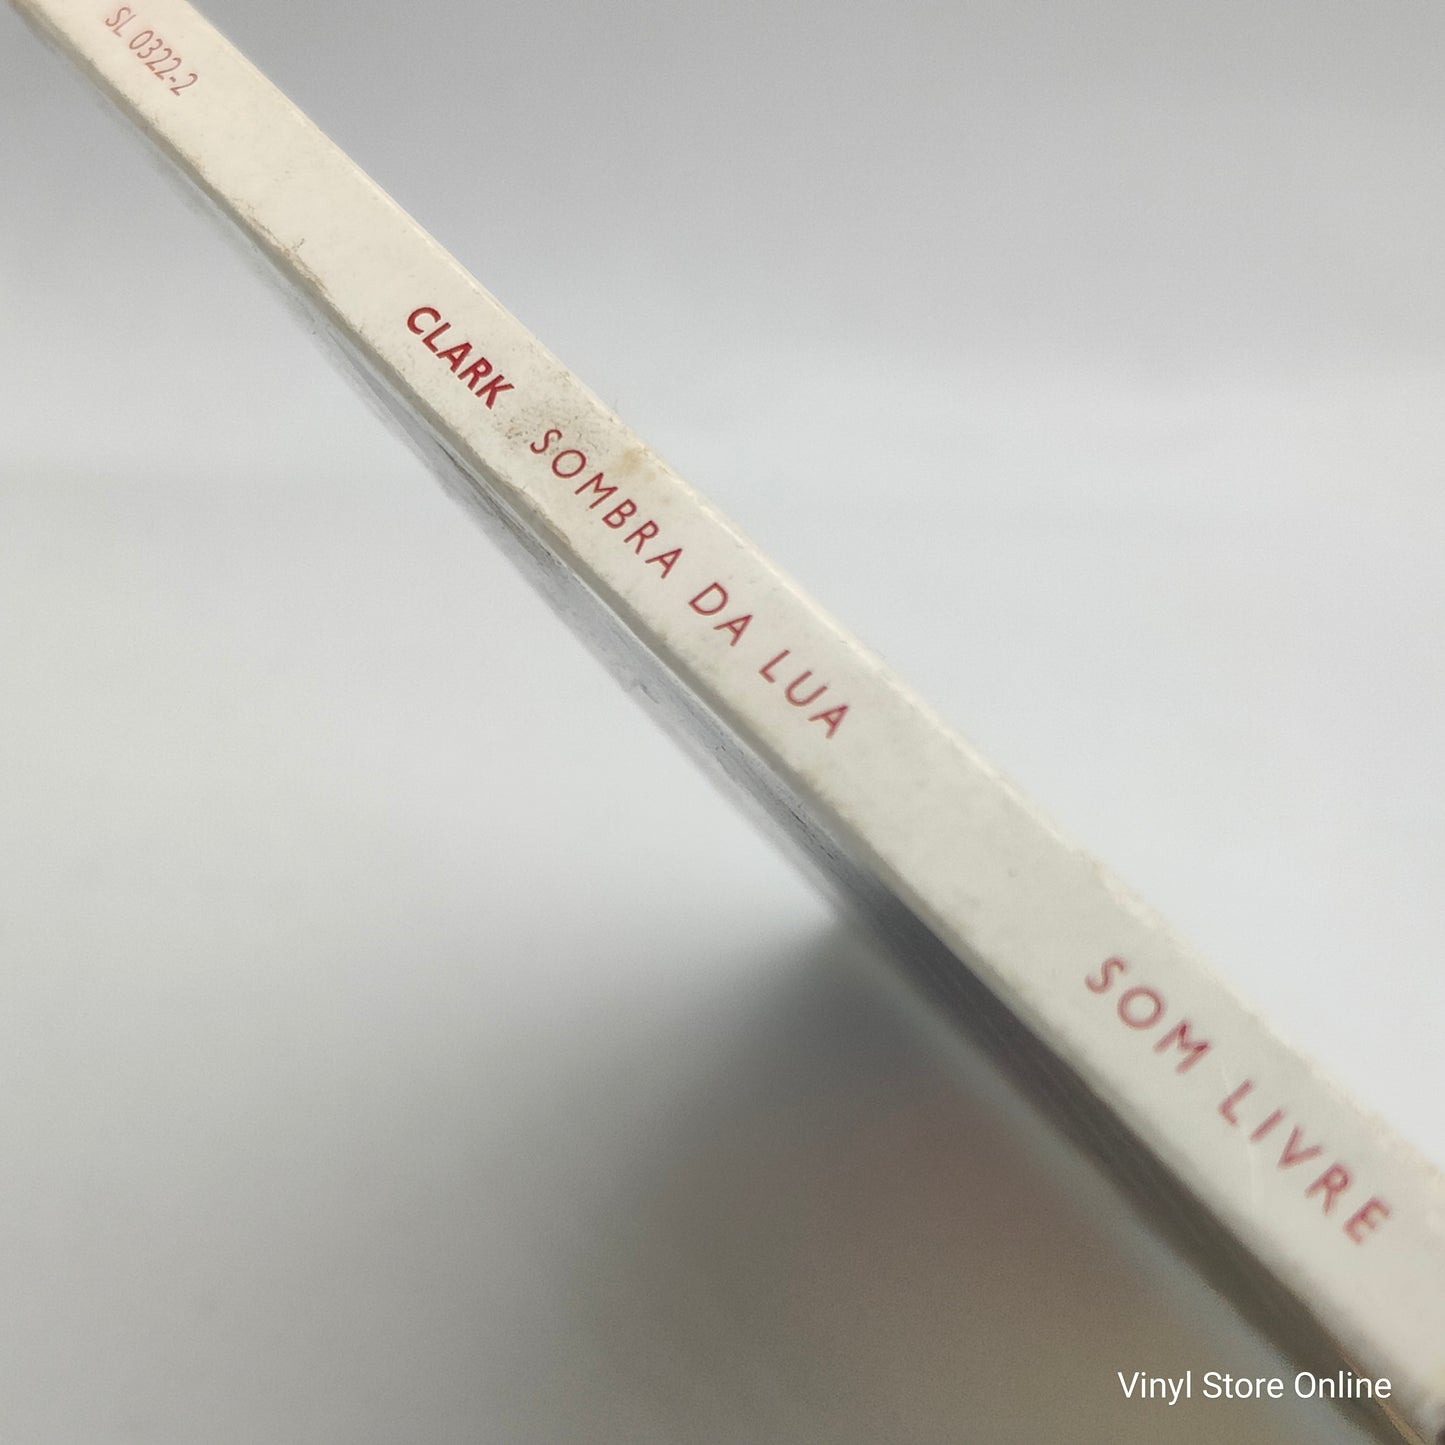 SL 0322-2
CLARK SOMBRA DA LUA
SOM LIVRE
Vinyl Store Online